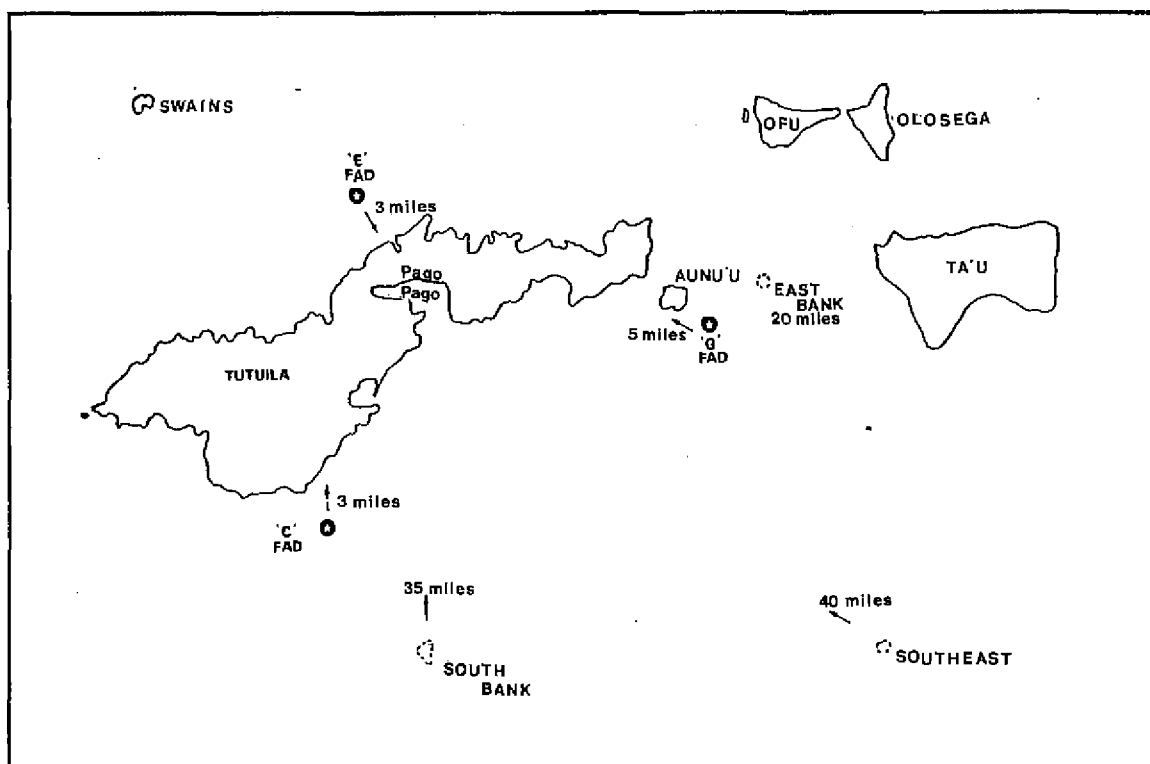 SWAINS
OFU
OLOSEGA
'E'
FAD
3 miles
Pago
Pago
AUNU'U
EAST
BANK
20 miles
TA'U
5 miles
'G'
FAD
TUTUILA
3 miles
'C'
FAD
35 miles
40 miles
SOUTH
BANK
SOUTHEAST